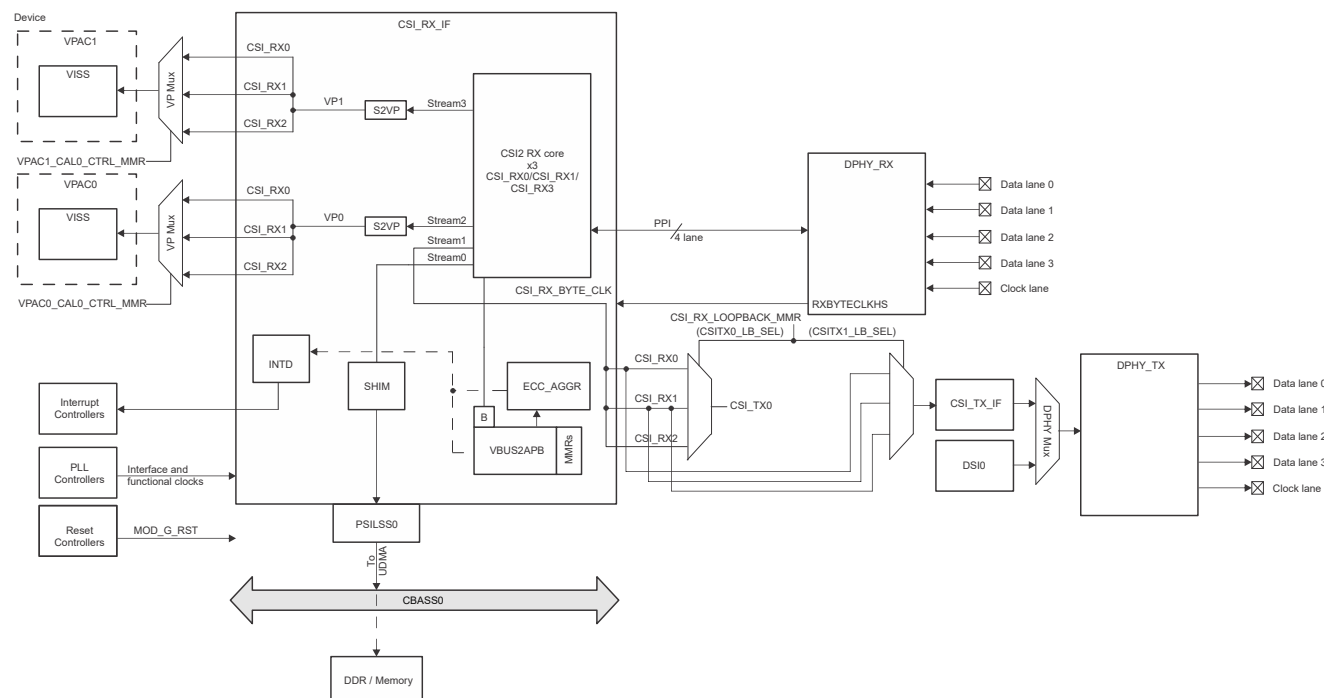 Device
CSI_RX_IF
VPAC1
VISS
VP Mux
CSI_RX0
CSI_RX1
CSI_RX2
VP1
S2VP
Stream3
VPAC1_CAL0_CTRL_MMR
VPAC0
VISS
VP Mux
CSI_RX0
CSI_RX1
CSI_RX2
VP0
S2VP
Stream2
Stream1
Stream0
VPAC0_CAL0_CTRL_MMR
CSI2 RX core
x3
CSI_RX0/CSI_RX1/
CSI_RX3
PPI
4 lane
DPHY_RX
RXBYTECLKHS
Data lane 0
Data lane 1
Data lane 2
Data lane 3
Clock lane
CSI_RX_BYTE_CLK
CSI_RX_LOOPBACK_MMR
(CSITX0_LB_SEL)
(CSITX1_LB_SEL)
CSI_RX0
CSI_RX1
CSI_RX2
CSI_TX0
CSI_TX_IF
DSI0
DPHY Mux
DPHY_TX
Data lane 0
Data lane 1
Data lane 2
Data lane 3
Clock lane
INTD
SHIM
ECC_AGGR
B
VBUS2APB
MMRs
Interrupt
Controllers
PLL
Controllers
Interface and
functional clocks
Reset
Controllers
MOD_G_RST
PSILSS0
To
UDMA
CBASS0
DDR / Memory